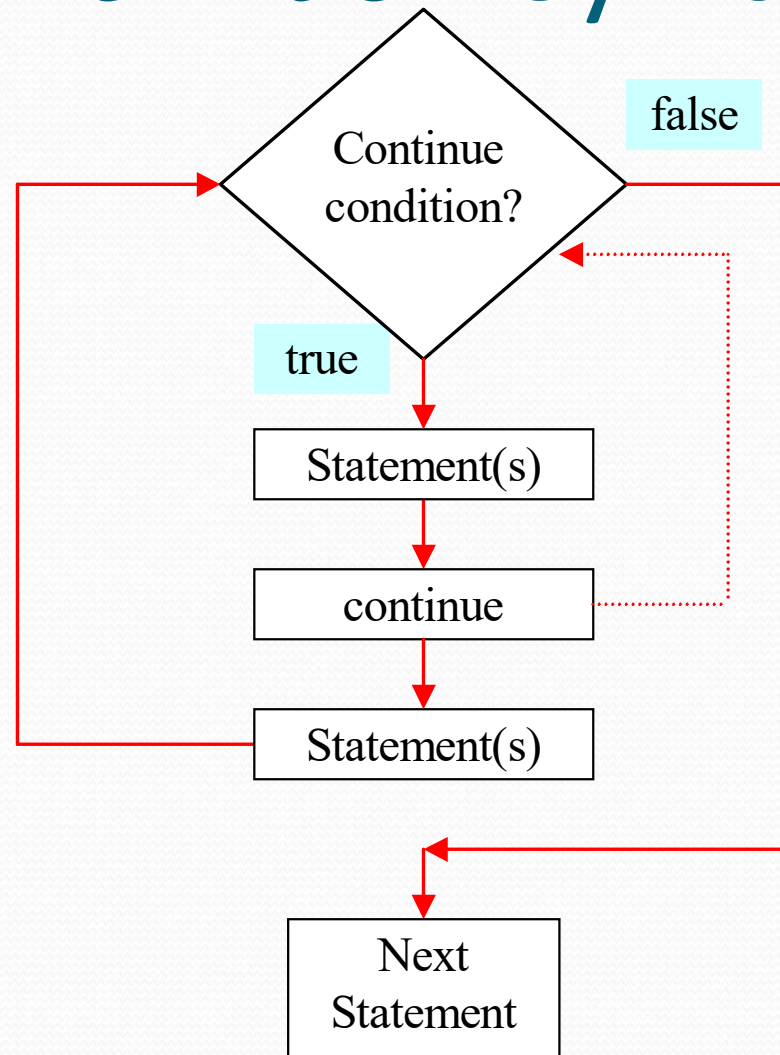 Continue
condition?
false
true
Statement(s)
continue
Statement(s)
Next
Statement